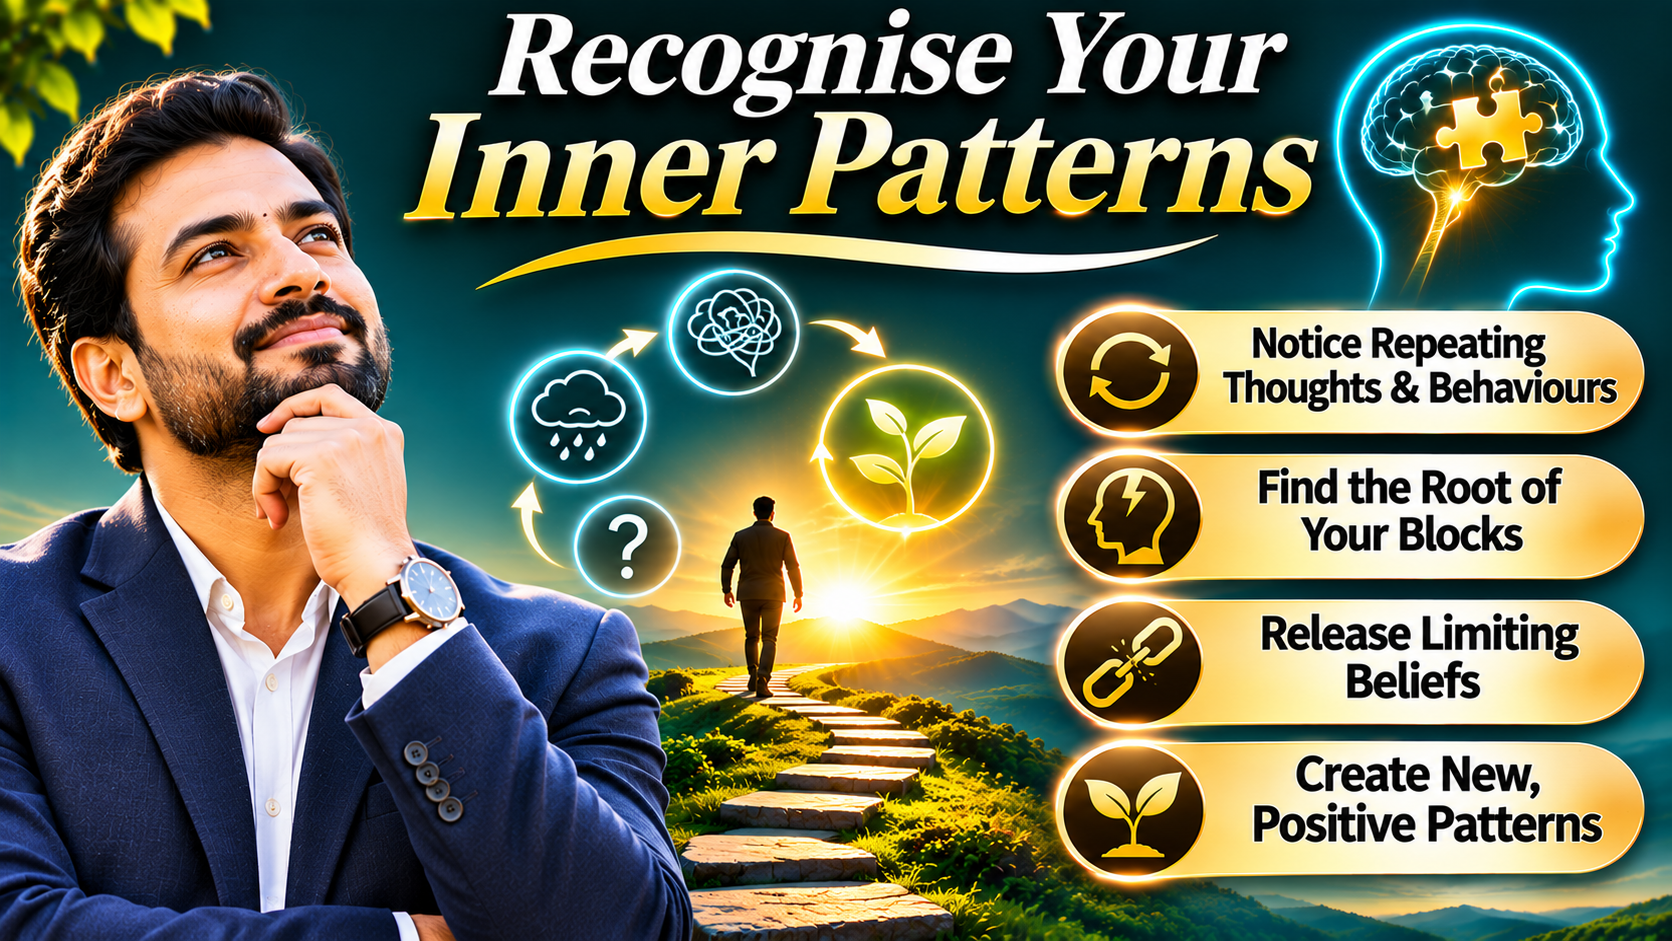 Recognise Your
Inner Patterns
?
Notice Repeating
Thoughts & Behaviours
Find the Root of
Your Blocks
Release Limiting
Beliefs
Create New,
Positive Patterns